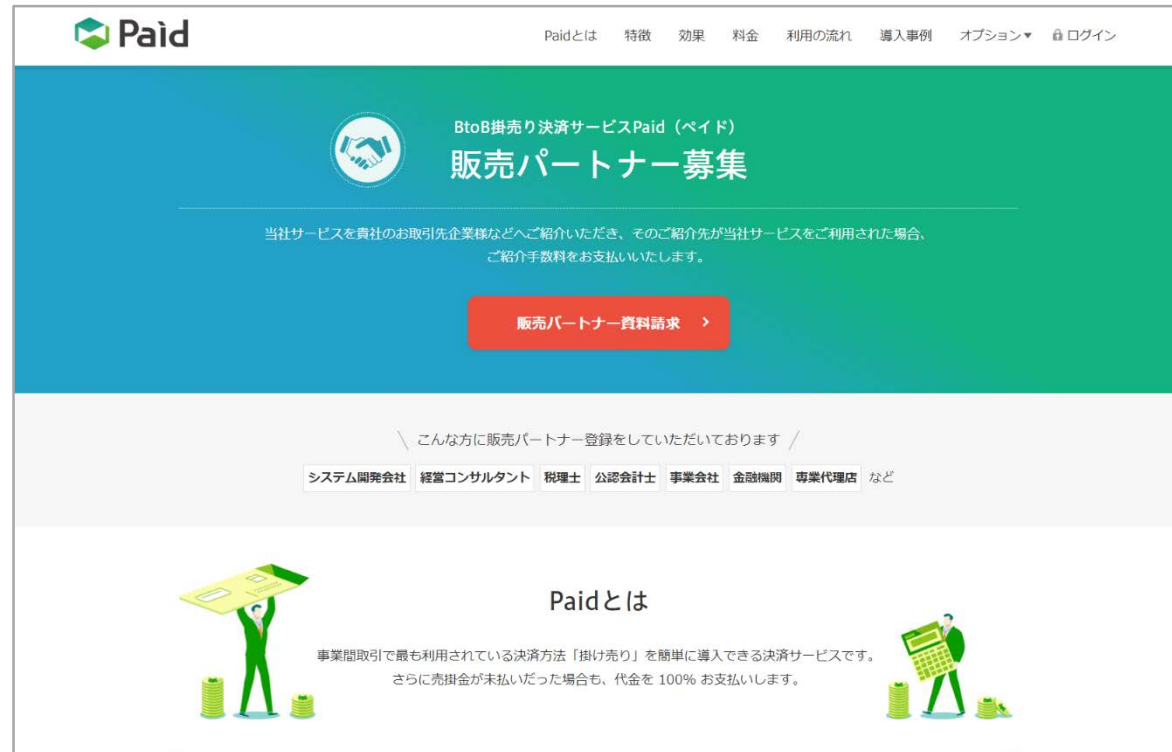 Paid
Paidとは 特徴 効果 料金 利用の流れ 導入事例 オプション▼ ログイン
BtoB掛売り決済サービスPaid（ペイド）
販売パートナー募集
当社サービスを貴社のお取引先企業様などへご紹介いただき、そのご紹介先が当社サービスをご利用された場合、
ご紹介手数料をお支払いいたします。
販売パートナー資料請求 ›
\ こんな方に販売パートナー登録をしていただいております /
システム開発会社 経営コンサルタント 税理士 公認会計士 事業会社 金融機関 専業代理店 など
Paidとは
事業間取引で最も利用されている決済方法「掛け売り」を簡単に導入できる決済サービスです。
さらに売掛金が未払いだった場合も、代金を 100% お支払いします。